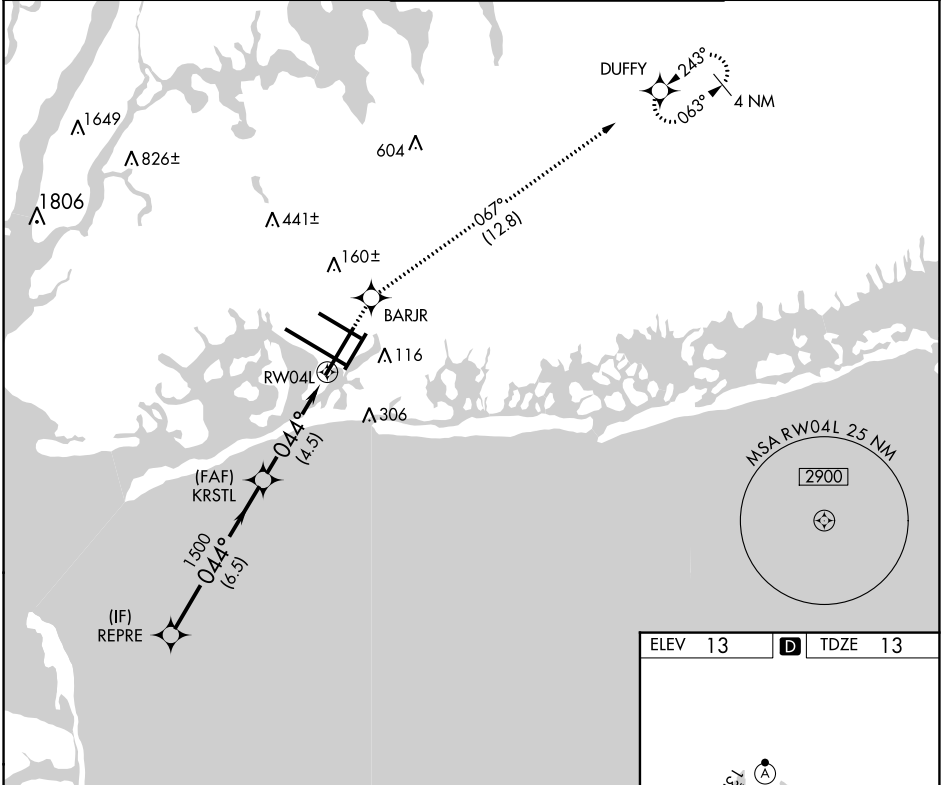 DUFFY
243°
063°
4 NM
1649
826±
604
1806
441±
067°
(12.8)
160±
BARJR
116
RW04L
306
044°
(4.5)
(FAF)
KRSTL
MSA RW04L 25 NM
2900
1500
044°
(6.5)
(IF)
REPRE
ELEV 13 D TDZE 13
A